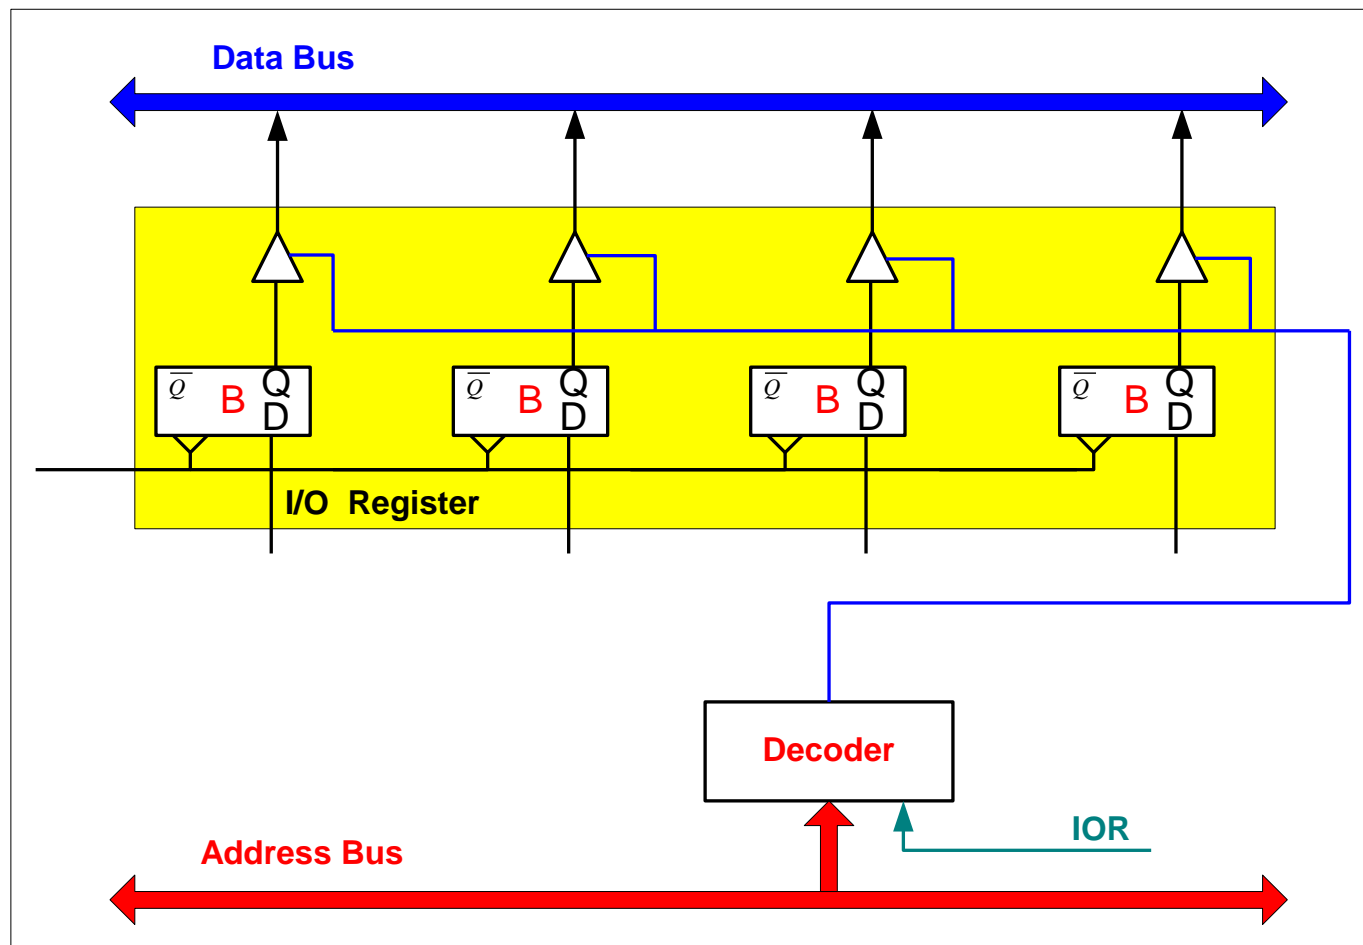 Data Bus
Q̅ B Q D
Q̅ B Q D
Q̅ B Q D
Q̅ B Q D
I/O Register
Decoder
IOR
Address Bus